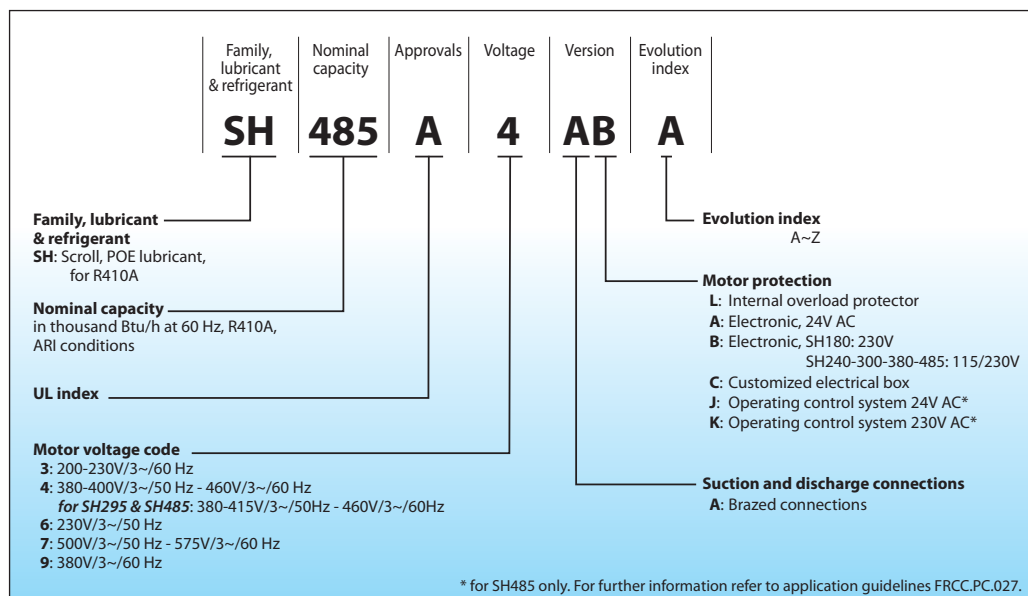 Family,
lubricant
& refrigerant
Nominal
capacity
Approvals
Voltage
Version
Evolution
index
SH 485 A 4 A B A
Family, lubricant
& refrigerant
SH: Scroll, POE lubricant,
for R410A
Nominal capacity
in thousand Btu/h at 60 Hz, R410A,
ARI conditions
UL index
Motor voltage code
3: 200-230V/3~/60 Hz
4: 380-400V/3~/50 Hz - 460V/3~/60 Hz
for SH295 & SH485: 380-415V/3~/50Hz - 460V/3~/60Hz
6: 230V/3~/50 Hz
7: 500V/3~/50 Hz - 575V/3~/60 Hz
9: 380V/3~/60 Hz
Evolution index
A~Z
Motor protection
L: Internal overload protector
A: Electronic, 24V AC
B: Electronic, SH180: 230V
SH240-300-380-485: 115/230V
C: Customized electrical box
J: Operating control system 24V AC*
K: Operating control system 230V AC*
Suction and discharge connections
A: Brazed connections
* for SH485 only. For further information refer to application guidelines FRCC.PC.027.